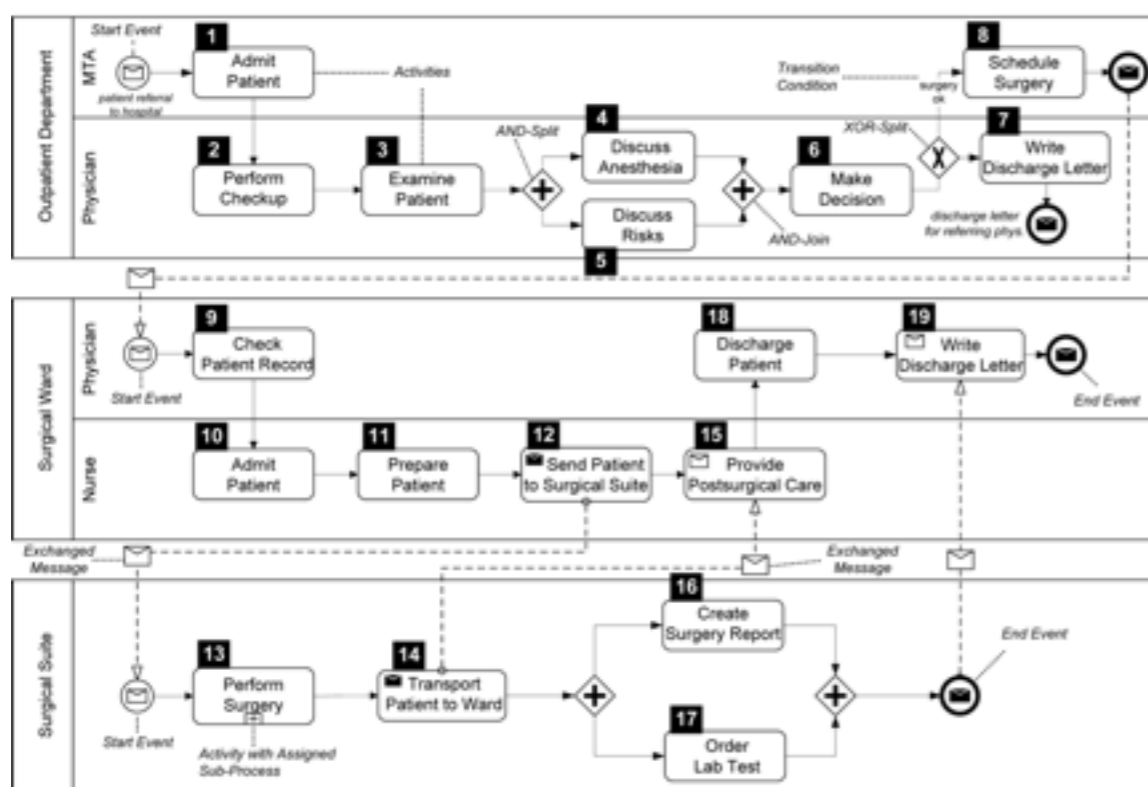 Outpatient Department
MTA
Start Event
patient referral
to hospital
1
Admit
Patient
Activities
Transition
Condition
surgery
ok
8
Schedule
Surgery
Physician
2
Perform
Checkup
3
Examine
Patient
AND-Split
4
Discuss
Anesthesia
Discuss
Risks
5
AND-Join
6
Make
Decision
XOR-Split
7
Write
Discharge Letter
discharge letter
for referring phys.
Surgical Ward
Physician
Start Event
9
Check
Patient Record
18
Discharge
Patient
19
Write
Discharge Letter
End Event
Nurse
10
Admit
Patient
11
Prepare
Patient
12
Send Patient
to Surgical Suite
15
Provide
Postsurgical Care
Exchanged
Message
Exchanged
Message
Surgical Suite
Start Event
13
Perform
Surgery
Activity with Assigned
Sub-Process
14
Transport
Patient to Ward
16
Create
Surgery Report
17
Order
Lab Test
End Event